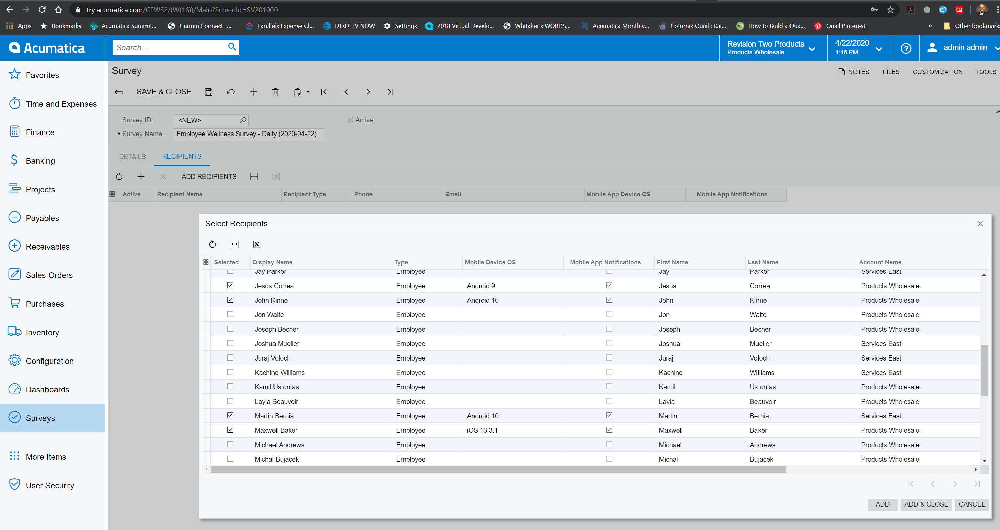 try.acumatica.com/CEWS2/(W(16))/Main?ScreenId=SV201000
Apps Bookmarks Acumatica Summit... Garmin Connect -... Parallels Expense Cl... DIRECTV NOW Settings 2018 Virtual Develo... Whitaker's WORDS... Acumatica Monthly... Coturnix Quail : Rai... How to Build a Qua... Quail Pinterest » Other bookmarks
Acumatica Search... Revision Two Products 4/22/2020 admin admin
Products Wholesale 1:16 PM
Survey NOTES FILES CUSTOMIZATION TOOLS
SAVE & CLOSE
Survey ID: <NEW> Active
* Survey Name: Employee Wellness Survey - Daily (2020-04-22)
DETAILS RECIPIENTS
ADD RECIPIENTS
Active Recipient Name Recipient Type Phone Email Mobile App Device OS Mobile App Notifications
Favorites
Time and Expenses
Finance
Banking
Projects
Payables
Receivables
Sales Orders
Purchases
Inventory
Configuration
Dashboards
Surveys
More Items
User Security
Select Recipients
Selected Display Name Type Mobile Device OS Mobile App Notifications First Name Last Name Account Name
Jay Parker Employee Jay Parker Services East
Jesus Correa Employee Android 9 Jesus Correa Products Wholesale
John Kinne Employee Android 10 John Kinne Products Wholesale
Jon Waite Employee Jon Waite Products Wholesale
Joseph Becher Employee Joseph Becher Products Wholesale
Joshua Mueller Employee Joshua Mueller Services East
Juraj Voloch Employee Juraj Voloch Services East
Kachine Williams Employee Kachine Williams Services East
Kamil Ustuntas Employee Kamil Ustuntas Products Wholesale
Layla Beauvoir Employee Layla Beauvoir Products Wholesale
Martin Bernia Employee Android 10 Martin Bernia Services East
Maxwell Baker Employee iOS 13.3.1 Maxwell Baker Products Wholesale
Michael Andrews Employee Michael Andrews Products Wholesale
Michal Bujacek Employee Michal Bujacek Products Wholesale
ADD ADD & CLOSE CANCEL